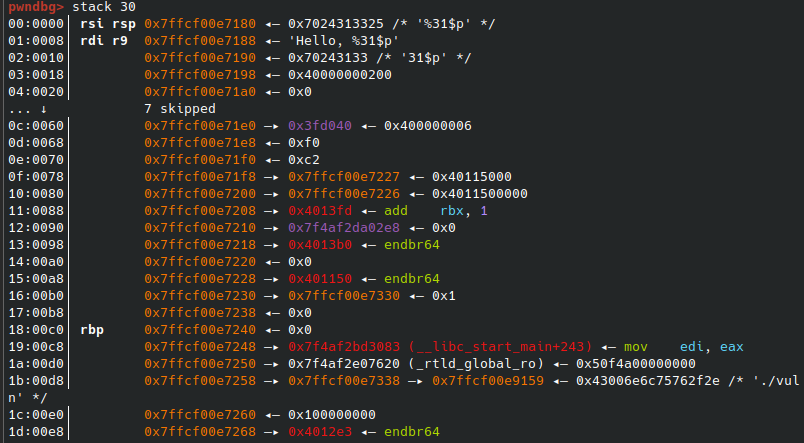 pwndbg> stack 30
00:0000│ rsi rsp 0x7ffcf00e7180 ◂— 0x7024313325 /* '%31$p' */
01:0008│ rdi r9  0x7ffcf00e7188 ◂— 'Hello, %31$p'
02:0010│         0x7ffcf00e7190 ◂— 0x70243133 /* '31$p' */
03:0018│         0x7ffcf00e7198 ◂— 0x40000000200
04:0020│         0x7ffcf00e71a0 ◂— 0x0
... ↓            7 skipped
0c:0060│         0x7ffcf00e71e0 —▸ 0x3fd040 ◂— 0x400000006
0d:0068│         0x7ffcf00e71e8 ◂— 0xf0
0e:0070│         0x7ffcf00e71f0 ◂— 0xc2
0f:0078│         0x7ffcf00e71f8 —▸ 0x7ffcf00e7227 ◂— 0x40115000
10:0080│         0x7ffcf00e7200 —▸ 0x7ffcf00e7226 ◂— 0x4011500000
11:0088│         0x7ffcf00e7208 —▸ 0x4013fd ◂— add    rbx, 1
12:0090│         0x7ffcf00e7210 —▸ 0x7f4af2da02e8 ◂— 0x0
13:0098│         0x7ffcf00e7218 —▸ 0x4013b0 ◂— endbr64
14:00a0│         0x7ffcf00e7220 ◂— 0x0
15:00a8│         0x7ffcf00e7228 —▸ 0x401150 ◂— endbr64
16:00b0│         0x7ffcf00e7230 —▸ 0x7ffcf00e7330 ◂— 0x1
17:00b8│         0x7ffcf00e7238 ◂— 0x0
18:00c0│ rbp     0x7ffcf00e7240 ◂— 0x0
19:00c8│         0x7ffcf00e7248 —▸ 0x7f4af2bd3083 (__libc_start_main+243) ◂— mov    edi, eax
1a:00d0│         0x7ffcf00e7250 —▸ 0x7f4af2e07620 (_rtld_global_ro) ◂— 0x50f4a00000000
1b:00d8│         0x7ffcf00e7258 —▸ 0x7ffcf00e7338 —▸ 0x7ffcf00e9159 ◂— 0x43006e6c75762f2e /* './vul
n' */
1c:00e0│         0x7ffcf00e7260 ◂— 0x100000000
1d:00e8│         0x7ffcf00e7268 —▸ 0x4012e3 ◂— endbr64